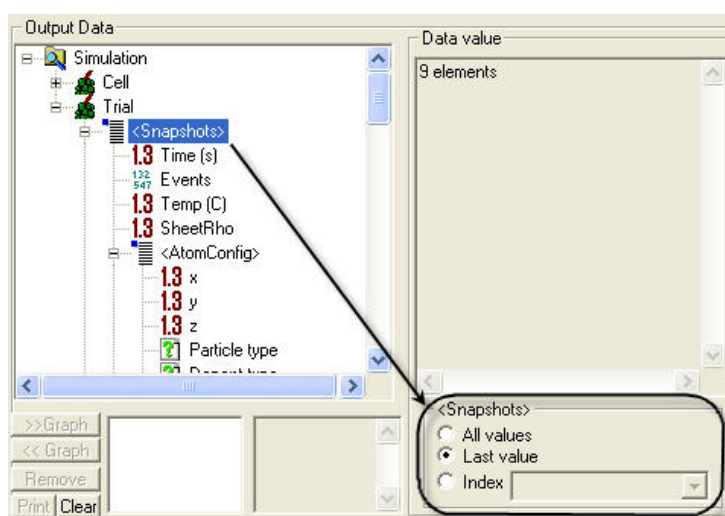 Output Data
Simulation
Cell
Trial
<Snapshots>
1.3 Time (s)
132 547 Events
1.3 Temp (C)
1.3 SheetRho
<AtomConfig>
1.3 x
1.3 y
1.3 z
? Particle type
? Dopant type
>>Graph
<< Graph
Remove
Print Clear
Data value
9 elements
<Snapshots>
All values
Last value
Index